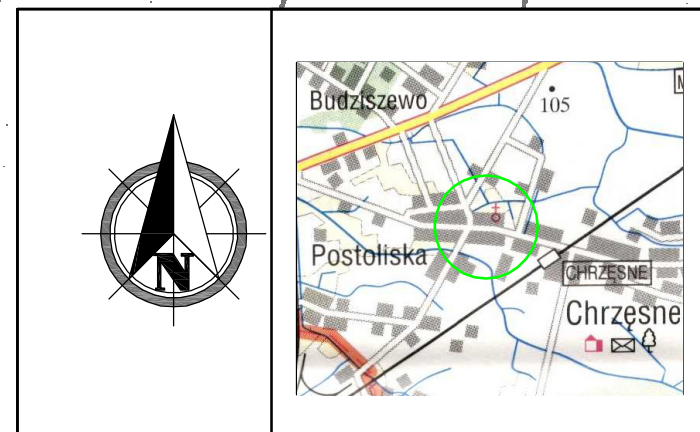 N
Budziszewo
105
Postoliska
CHRZĘSNE
Chrzęsne